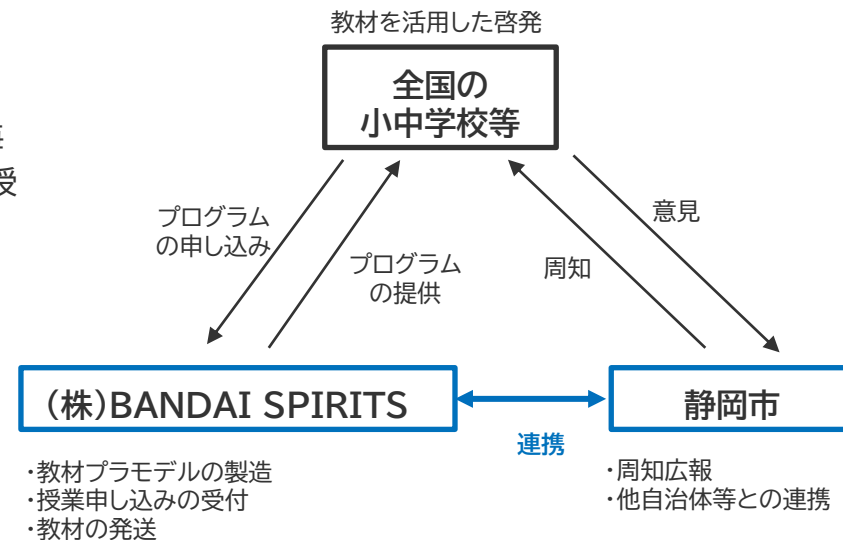 教材を活用した啓発
全国の
小中学校等
受
プログラム
の申し込み
プログラム
の提供
周知
意見
(株)BANDAI SPIRITS
連携
静岡市
・教材プラモデルの製造
・授業申し込みの受付
・教材の発送
・周知広報
・他自治体等との連携